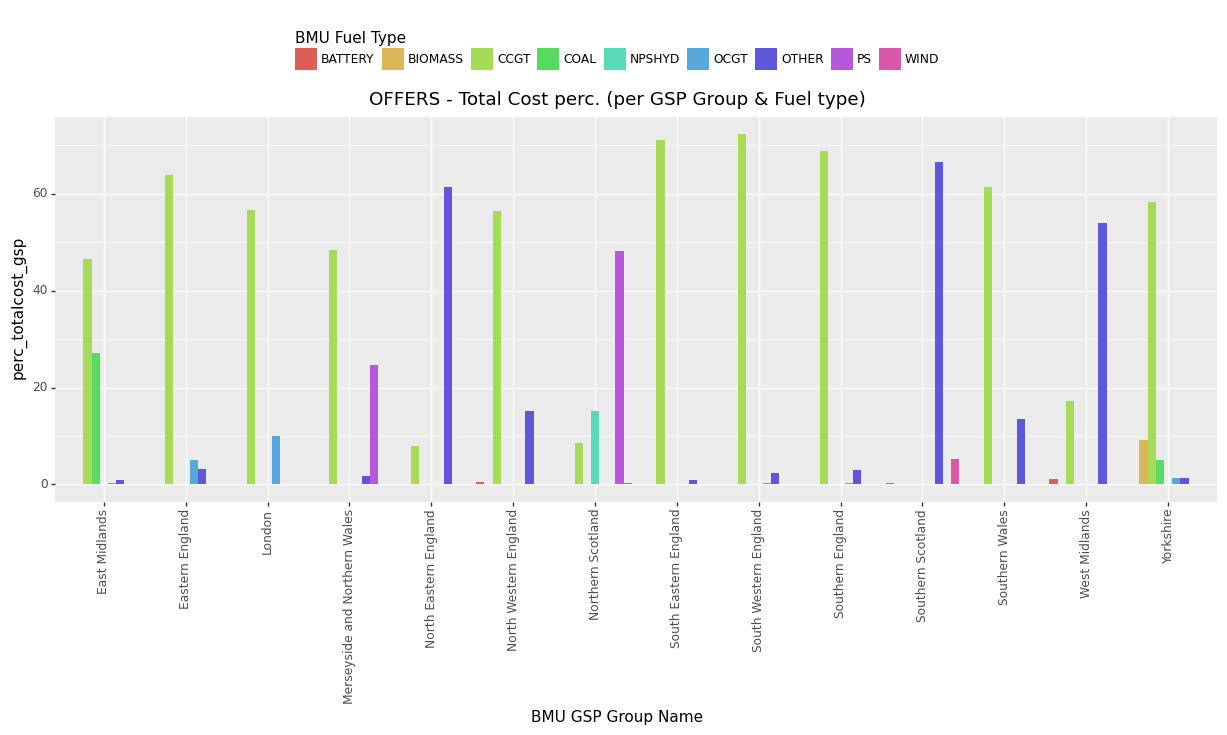 BMU Fuel Type
BATTERY BIOMASS CCGT COAL NPSHYD OCGT OTHER PS WIND
OFFERS - Total Cost perc. (per GSP Group & Fuel type)
perc_totalcost_gsp
60
40
20
0
East Midlands
Eastern England
London
Merseyside and Northern Wales
North Eastern England
North Western England
Northern Scotland
South Eastern England
South Western England
Southern England
Southern Scotland
Southern Wales
West Midlands
Yorkshire
BMU GSP Group Name